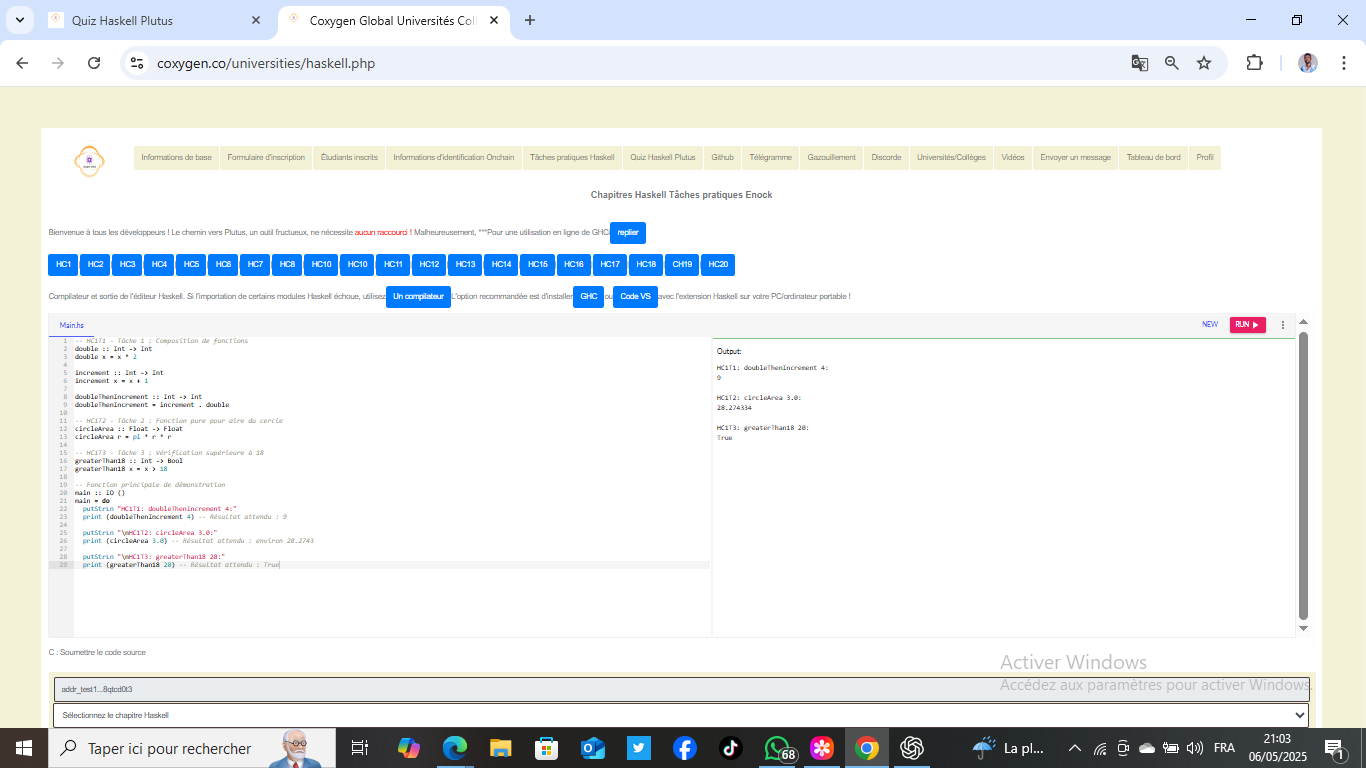 Quiz Haskell Plutus
Coxygen Global Universités Coll
coxygen.co/universities/haskell.php
Informations de base
Formulaire d'inscription
Étudiants inscrits
Informations d'identification Onchain
Tâches pratiques Haskell
Quiz Haskell Plutus
Github
Télégramme
Gazouillement
Discorde
Universités/Collèges
Vidéos
Envoyer un message
Tableau de bord
Profil
Chapitres Haskell Tâches pratiques Enock
Bienvenue à tous les développeurs ! Le chemin vers Plutus, un outil fructueux, ne nécessite aucun raccourci ! Malheureusement, ***Pour une utilisation en ligne de GHCi replier
HC1 HC2 HC3 HC4 HC5 HC6 HC7 HC8 HC10 HC10 HC11 HC12 HC13 HC14 HC15 HC16 HC17 HC18 CH19 HC20
Compilateur et sortie de l'éditeur Haskell. Si l'importation de certains modules Haskell échoue, utilisez Un compilateur L'option recommandée est d'installer GHC ou Code VS avec l'extension Haskell sur votre PC/ordinateur portable !
Main.hs
NEW
RUN
1 -- HC1T1 - Tâche 1 : Composition de fonctions
2 double :: Int -> Int
3 double x = x * 2
4
5 increment :: Int -> Int
6 increment x = x + 1
7
8 doubleThenIncrement :: Int -> Int
9 doubleThenIncrement = increment . double
10
11 -- HC1T2 - Tâche 2 : Fonction pure pour aire du cercle
12 circleArea :: Float -> Float
13 circleArea r = pi * r * r
14
15 -- HC1T3 - Tâche 3 : Vérification supérieure à 18
16 greaterThan18 :: Int -> Bool
17 greaterThan18 x = x > 18
18
19 -- Fonction principale de démonstration
20 main :: IO ()
21 main = do
22 putStrLn "HC1T1: doubleThenIncrement 4:"
23 print (doubleThenIncrement 4) -- Résultat attendu : 9
24
25 putStrLn "\nHC1T2: circleArea 3.0:"
26 print (circleArea 3.0) -- Résultat attendu : environ 28.2743
27
28 putStrLn "\nHC1T3: greaterThan18 20:"
29 print (greaterThan18 20) -- Résultat attendu : True
Output:
HC1T1: doubleThenIncrement 4:
9
HC1T2: circleArea 3.0:
28.274334
HC1T3: greaterThan18 20:
True
C : Soumettre le code source
addr_test1...8qtcd0t3
Sélectionnez le chapitre Haskell
Activer Windows
Accédez aux paramètres pour activer Windows.
Taper ici pour rechercher
68
La pl...
FRA
21:03
06/05/2025
1